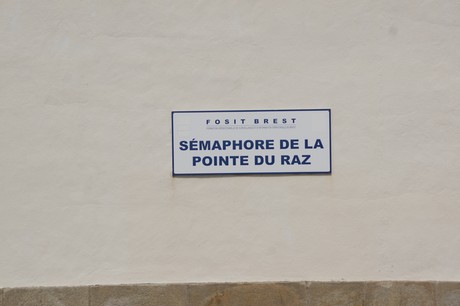 FOSIT BREST
SÉMAPHORE DE LA
POINTE DU RAZ